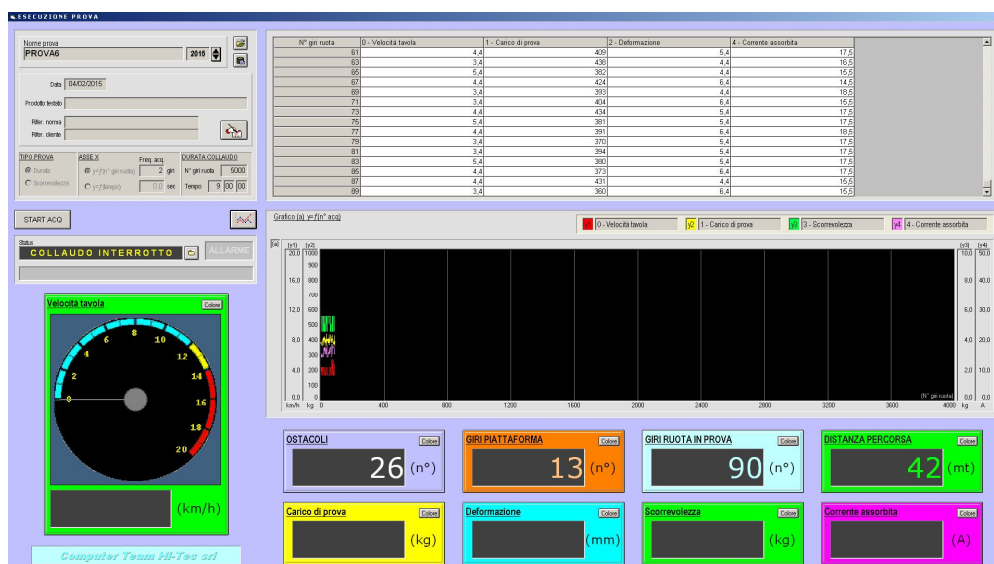 ESECUZIONE PROVA
Nome prova
PROVA6 2015
Data 04/02/2015
Prodotto testato
Rifer. norma
Rifer. cliente
TIPO PROVA ASSE X Freq. acq. DURATA COLLAUDO
Durata y=f(n° giri ruota) 2 giri N° giri ruota 5000
Scorrevolezza y=f(tempo) 0,0 sec Tempo 9 00 00
START ACQ
Status
COLLAUDO INTERROTTO ALLARME
N° giri ruota 0 - Velocità tavola 1 - Carico di prova 2 - Deformazione 4 - Corrente assorbita
61 4,4 409 5,4 17,5
63 3,4 438 4,4 16,5
65 5,4 382 4,4 15,5
67 4,4 424 6,4 14,5
69 3,4 393 4,4 18,5
71 3,4 404 6,4 15,5
73 4,4 434 5,4 17,5
75 5,4 381 5,4 17,5
77 4,4 391 6,4 18,5
79 3,4 370 5,4 15,5
81 3,4 394 5,4 15,5
83 5,4 380 5,4 17,5
85 4,4 373 6,4 17,5
87 4,4 431 4,4 15,5
89 3,4 360 6,4 15,5
Grafico (a) y=f(n° acq)
y1 0 - Velocità tavola y2 1 - Carico di prova y3 3 - Scorrevolezza y4 4 - Corrente assorbita
[a] (y1) (y2) (y3) (y4)
20,0 1000 10,0 50,0
900
16,0 800 8,0 40,0
700
12,0 600 6,0 30,0
500
8,0 400 4,0 20,0
300
4,0 200 2,0 10,0
100
0,0 0 (N° giri ruota) 0,0 0,0
km/h kg 0 400 800 1200 1600 2000 2400 2800 3200 3600 4000 kg A
Velocità tavola Colore
0 2 4 6 8 10 12 14 16 18 20
(km/h)
Computer Team Hi-Tec srl
OSTACOLI Colore
26 (n°)
GIRI PIATTAFORMA Colore
13 (n°)
GIRI RUOTA IN PROVA Colore
90 (n°)
DISTANZA PERCORSA Colore
42 (mt)
Carico di prova Colore
(kg)
Deformazione Colore
(mm)
Scorrevolezza Colore
(kg)
Corrente assorbita Colore
(A)